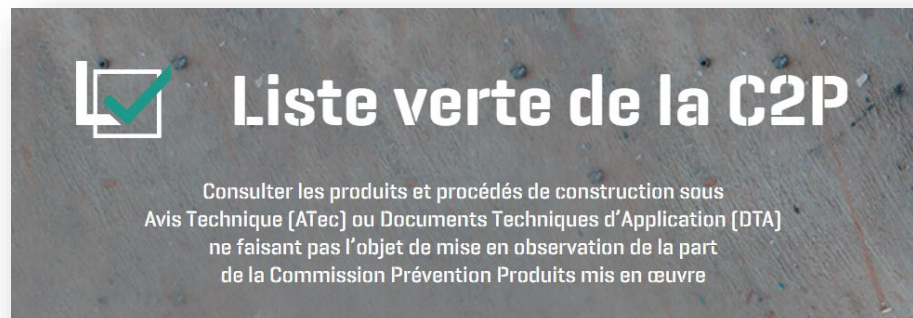 Liste verte de la C2P
Consulter les produits et procédés de construction sous
Avis Technique (ATec) ou Documents Techniques d'Application (DTA)
ne faisant pas l'objet de mise en observation de la part
de la Commission Prévention Produits mis en œuvre